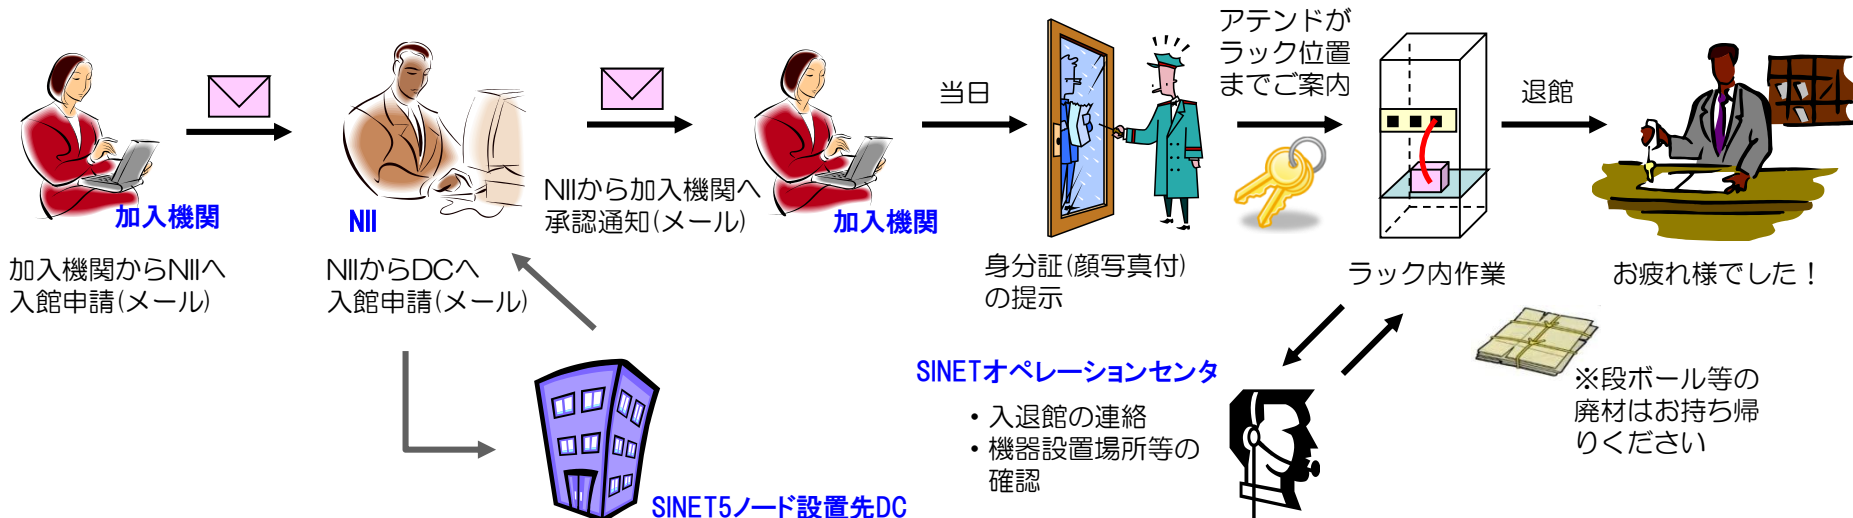 加入機関
加入機関からNIIへ
入館申請(メール)
NII
NIIからDCへ
入館申請(メール)
NIIから加入機関へ
承認通知(メール)
加入機関
当日
身分証(顔写真付)
の提示
アテンドが
ラック位置
までご案内
ラック内作業
退館
お疲れ様でした！
SINET5ノード設置先DC
SINETオペレーションセンタ
・入退館の連絡
・機器設置場所等の
確認
※段ボール等の
廃材はお持ち帰
りください